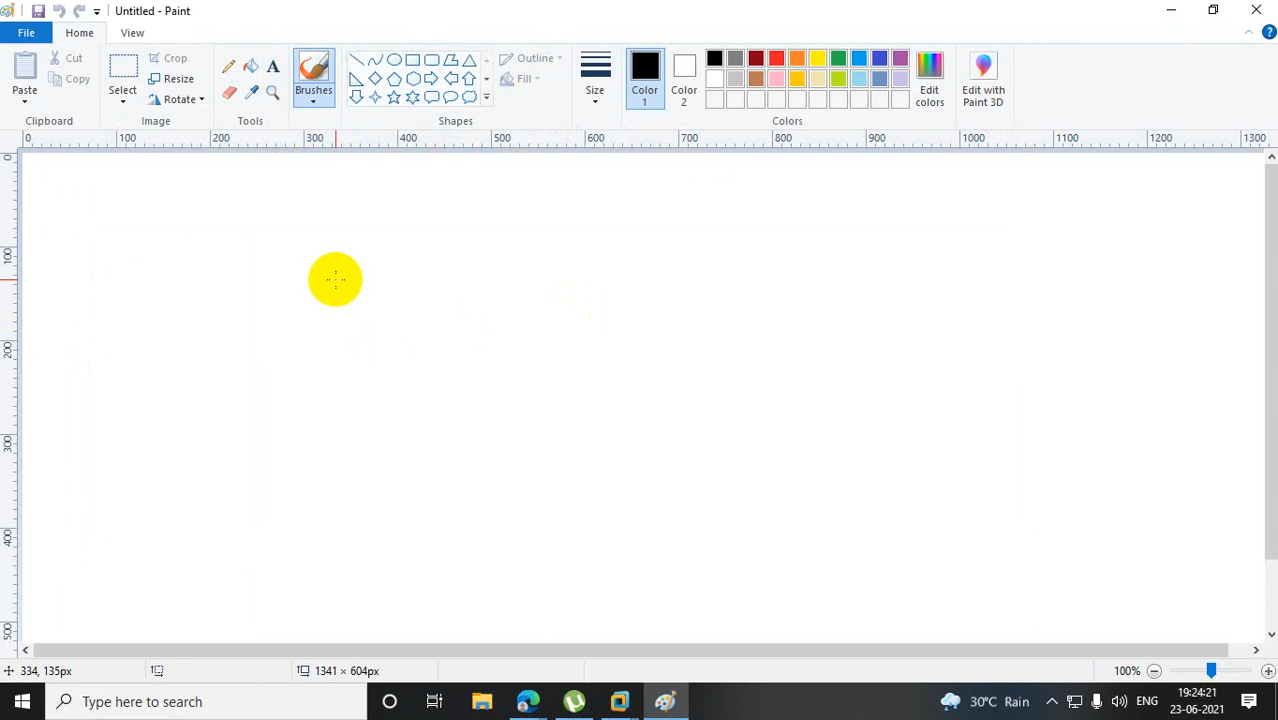 Untitled - Paint
File Home View
Paste
Cut
Copy
Clipboard
Select
Crop
Resize
Rotate
Image
A
Tools
Brushes
Shapes
Outline
Fill
Size
Color 1
Color 2
Edit colors
Colors
Edit with Paint 3D
0 100 200 300 400 500 600 700 800 900 1000 1100 1200 1300
0
100
200
300
400
500
334, 135px
1341 × 604px
100%
Type here to search
30°C Rain
ENG
19:24:21
23-06-2021